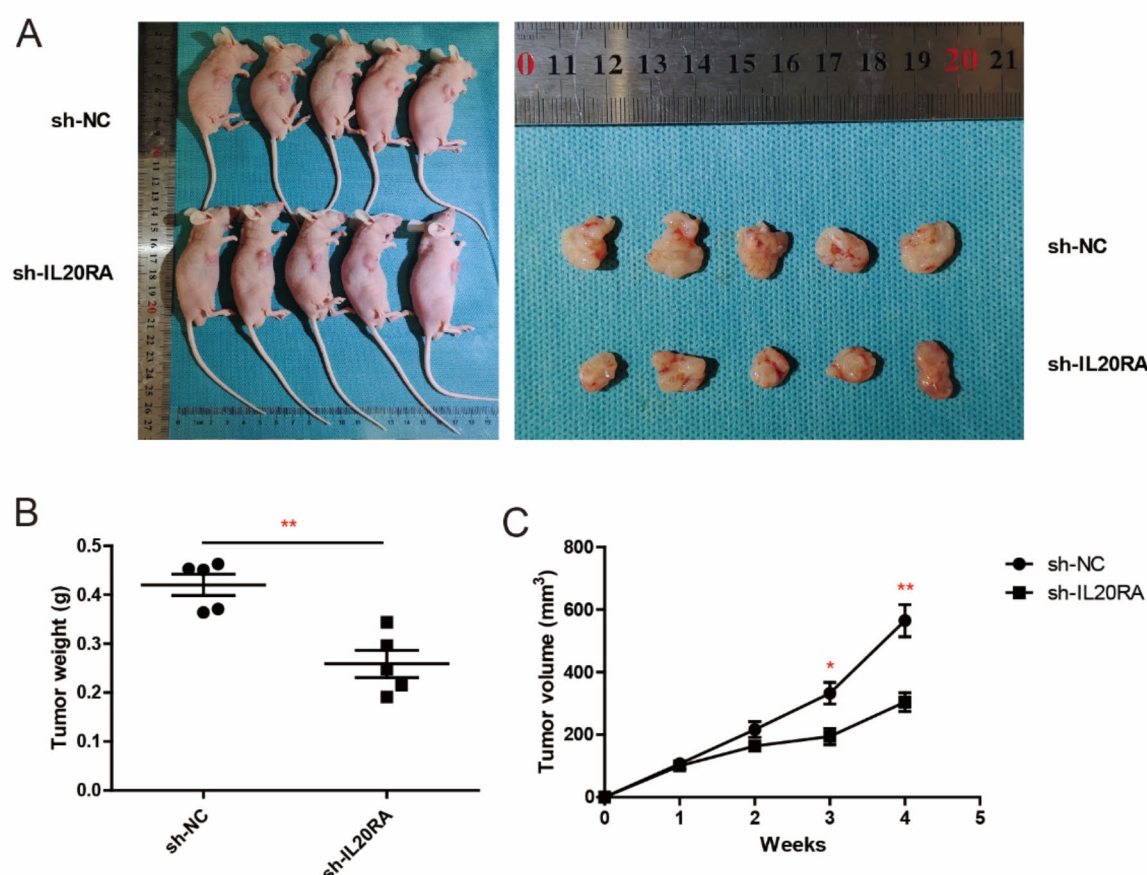 A
sh-NC
sh-IL20RA
0 11 12 13 14 15 16 17 18 19 20 21
sh-NC
sh-IL20RA
B
**
Tumor weight (g)
0.5
0.4
0.3
0.2
0.1
0.0
sh-NC
sh-IL20RA
C
Tumor volume (mm³)
800
600
400
200
0
0 1 2 3 4 5
Weeks
*
**
sh-NC
sh-IL20RA